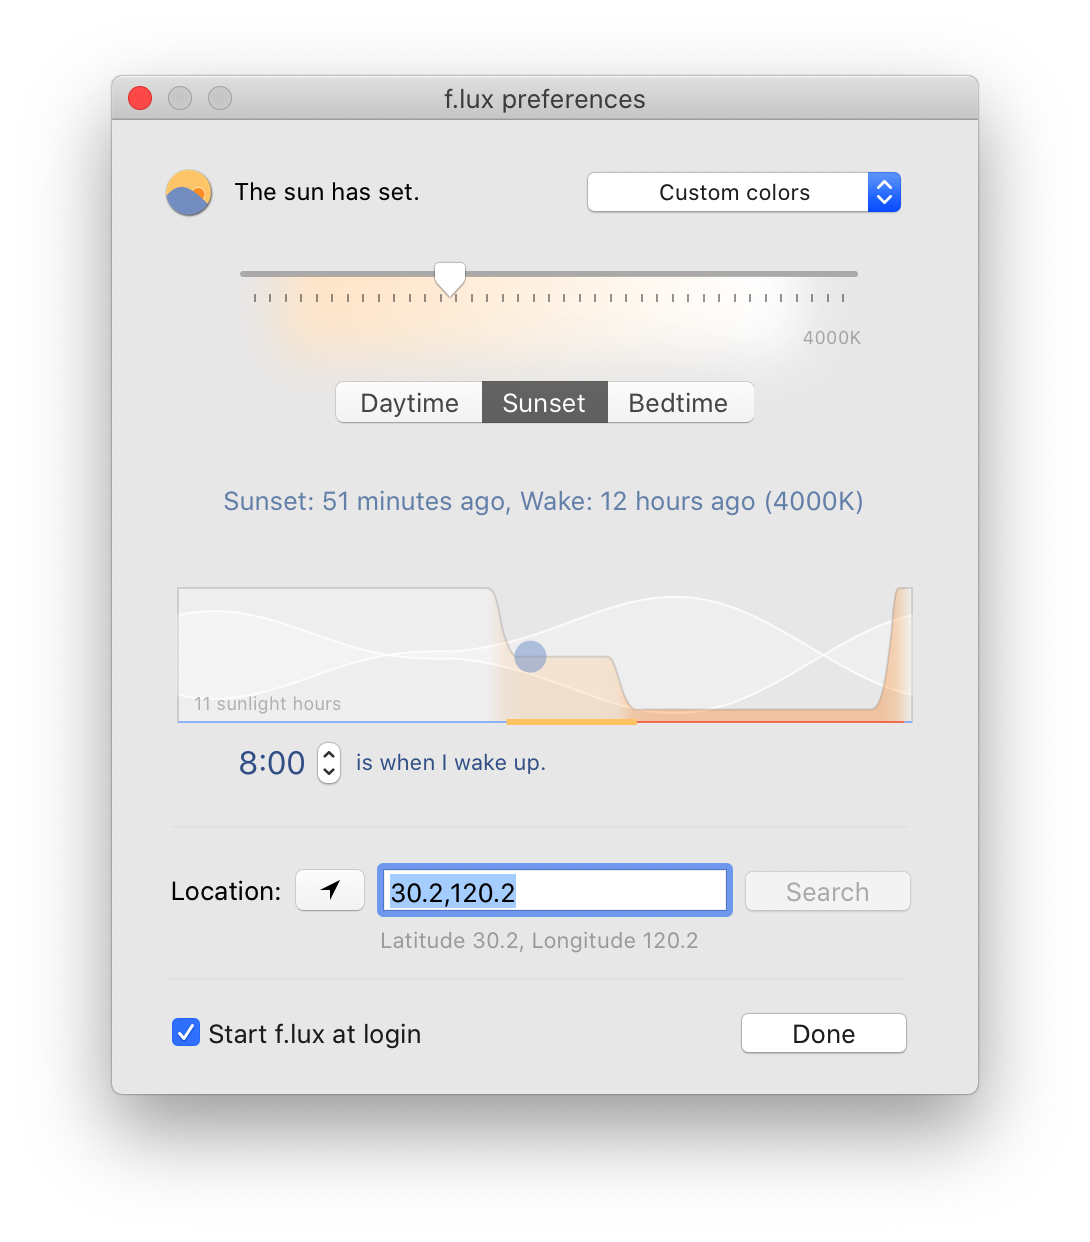 f.lux preferences
The sun has set.
Custom colors
4000K
Daytime
Sunset
Bedtime
Sunset: 51 minutes ago, Wake: 12 hours ago (4000K)
11 sunlight hours
8:00 is when I wake up.
Location:
30.2,120.2
Search
Latitude 30.2, Longitude 120.2
Start f.lux at login
Done